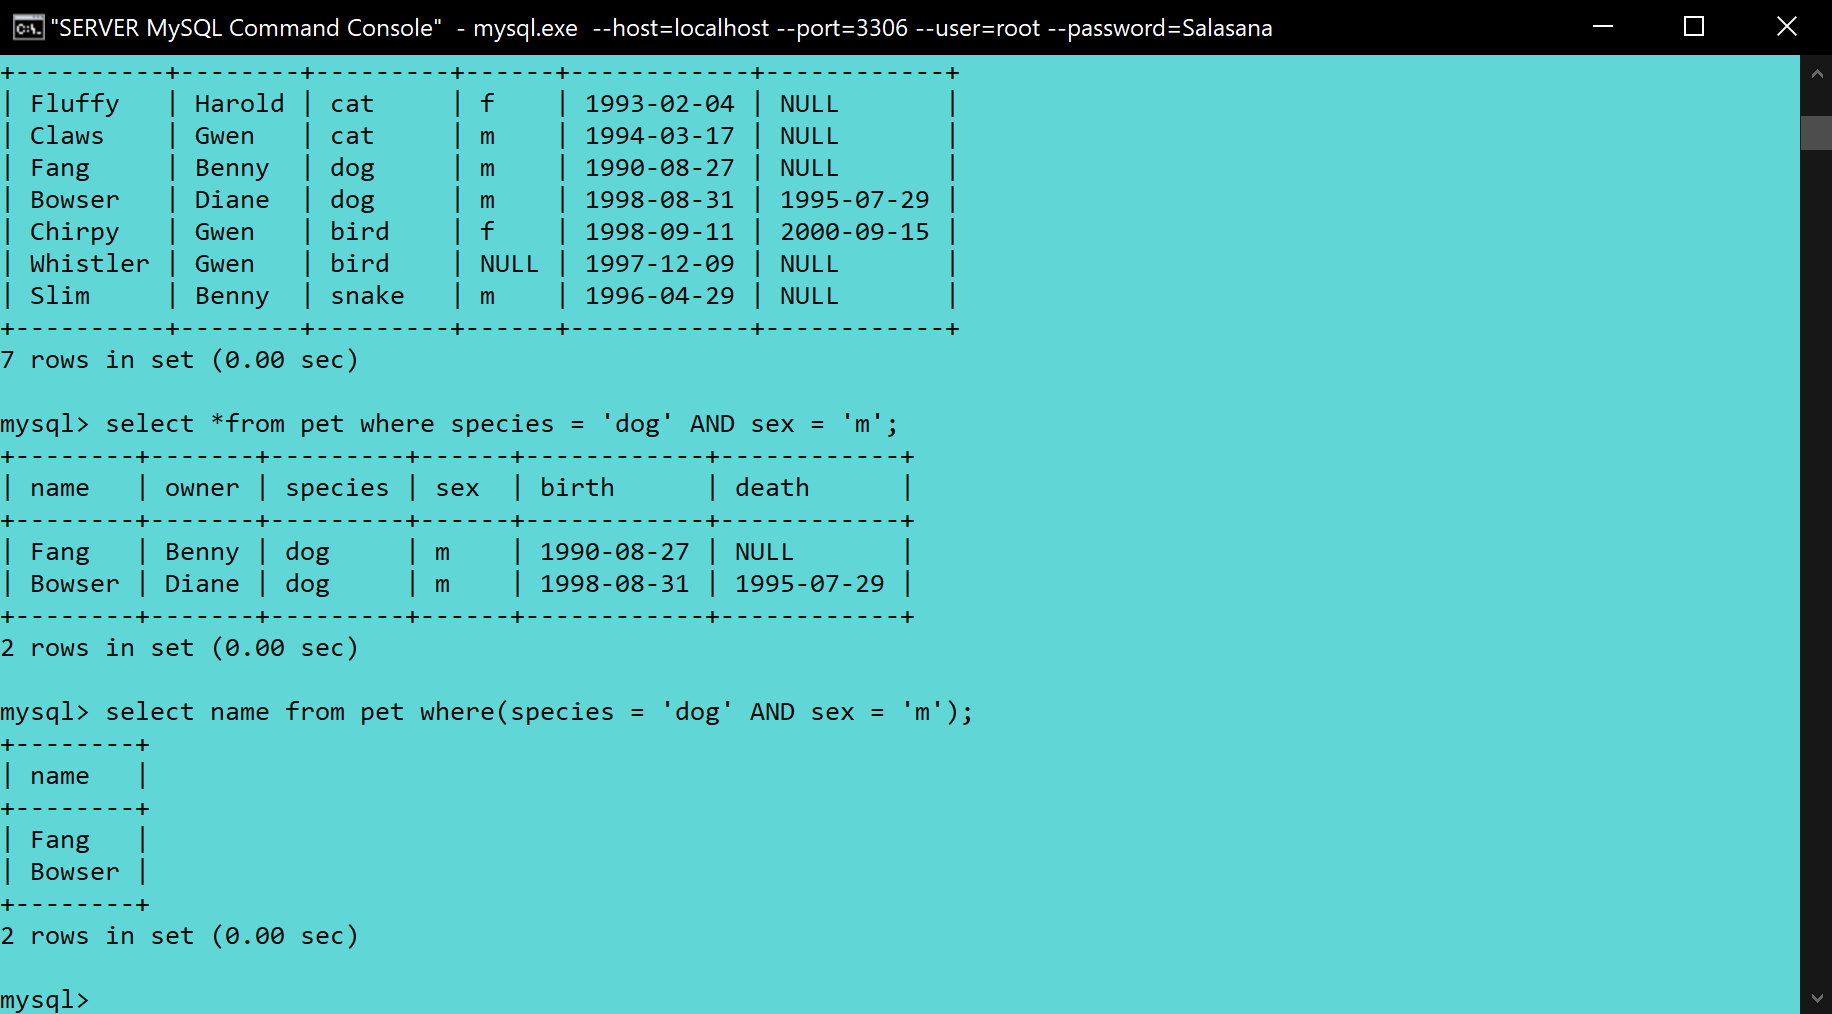 "SERVER MySQL Command Console" - mysql.exe --host=localhost --port=3306 --user=root --password=Salasana
+----------+--------+---------+------+------------+------------+
| Fluffy   | Harold | cat     | f    | 1993-02-04 | NULL       |
| Claws    | Gwen   | cat     | m    | 1994-03-17 | NULL       |
| Fang     | Benny  | dog     | m    | 1990-08-27 | NULL       |
| Bowser   | Diane  | dog     | m    | 1998-08-31 | 1995-07-29 |
| Chirpy   | Gwen   | bird    | f    | 1998-09-11 | 2000-09-15 |
| Whistler | Gwen   | bird    | NULL | 1997-12-09 | NULL       |
| Slim     | Benny  | snake   | m    | 1996-04-29 | NULL       |
+----------+--------+---------+------+------------+------------+
7 rows in set (0.00 sec)
mysql> select *from pet where species = 'dog' AND sex = 'm';
+--------+-------+---------+------+------------+------------+
| name   | owner | species | sex  | birth      | death      |
+--------+-------+---------+------+------------+------------+
| Fang   | Benny | dog     | m    | 1990-08-27 | NULL       |
| Bowser | Diane | dog     | m    | 1998-08-31 | 1995-07-29 |
+--------+-------+---------+------+------------+------------+
2 rows in set (0.00 sec)
mysql> select name from pet where(species = 'dog' AND sex = 'm');
+--------+
| name   |
+--------+
| Fang   |
| Bowser |
+--------+
2 rows in set (0.00 sec)
mysql>